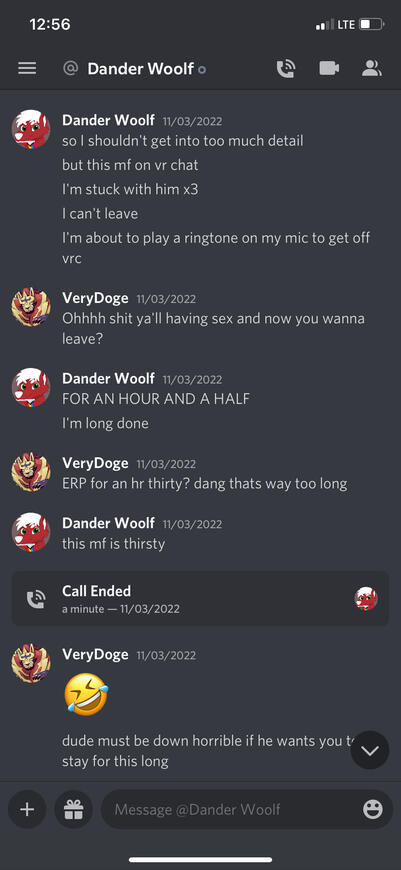 12:56
LTE
@ Dander Woolf
Dander Woolf 11/03/2022
so I shouldn't get into too much detail
but this mf on vr chat
I'm stuck with him x3
I can't leave
I'm about to play a ringtone on my mic to get off
vrc
VeryDoge 11/03/2022
Ohhhh shit ya'll having sex and now you wanna
leave?
Dander Woolf 11/03/2022
FOR AN HOUR AND A HALF
I'm long done
VeryDoge 11/03/2022
ERP for an hr thirty? dang thats way too long
Dander Woolf 11/03/2022
this mf is thirsty
Call Ended
a minute — 11/03/2022
VeryDoge 11/03/2022
🤣
dude must be down horrible if he wants you t
stay for this long
Message @Dander Woolf